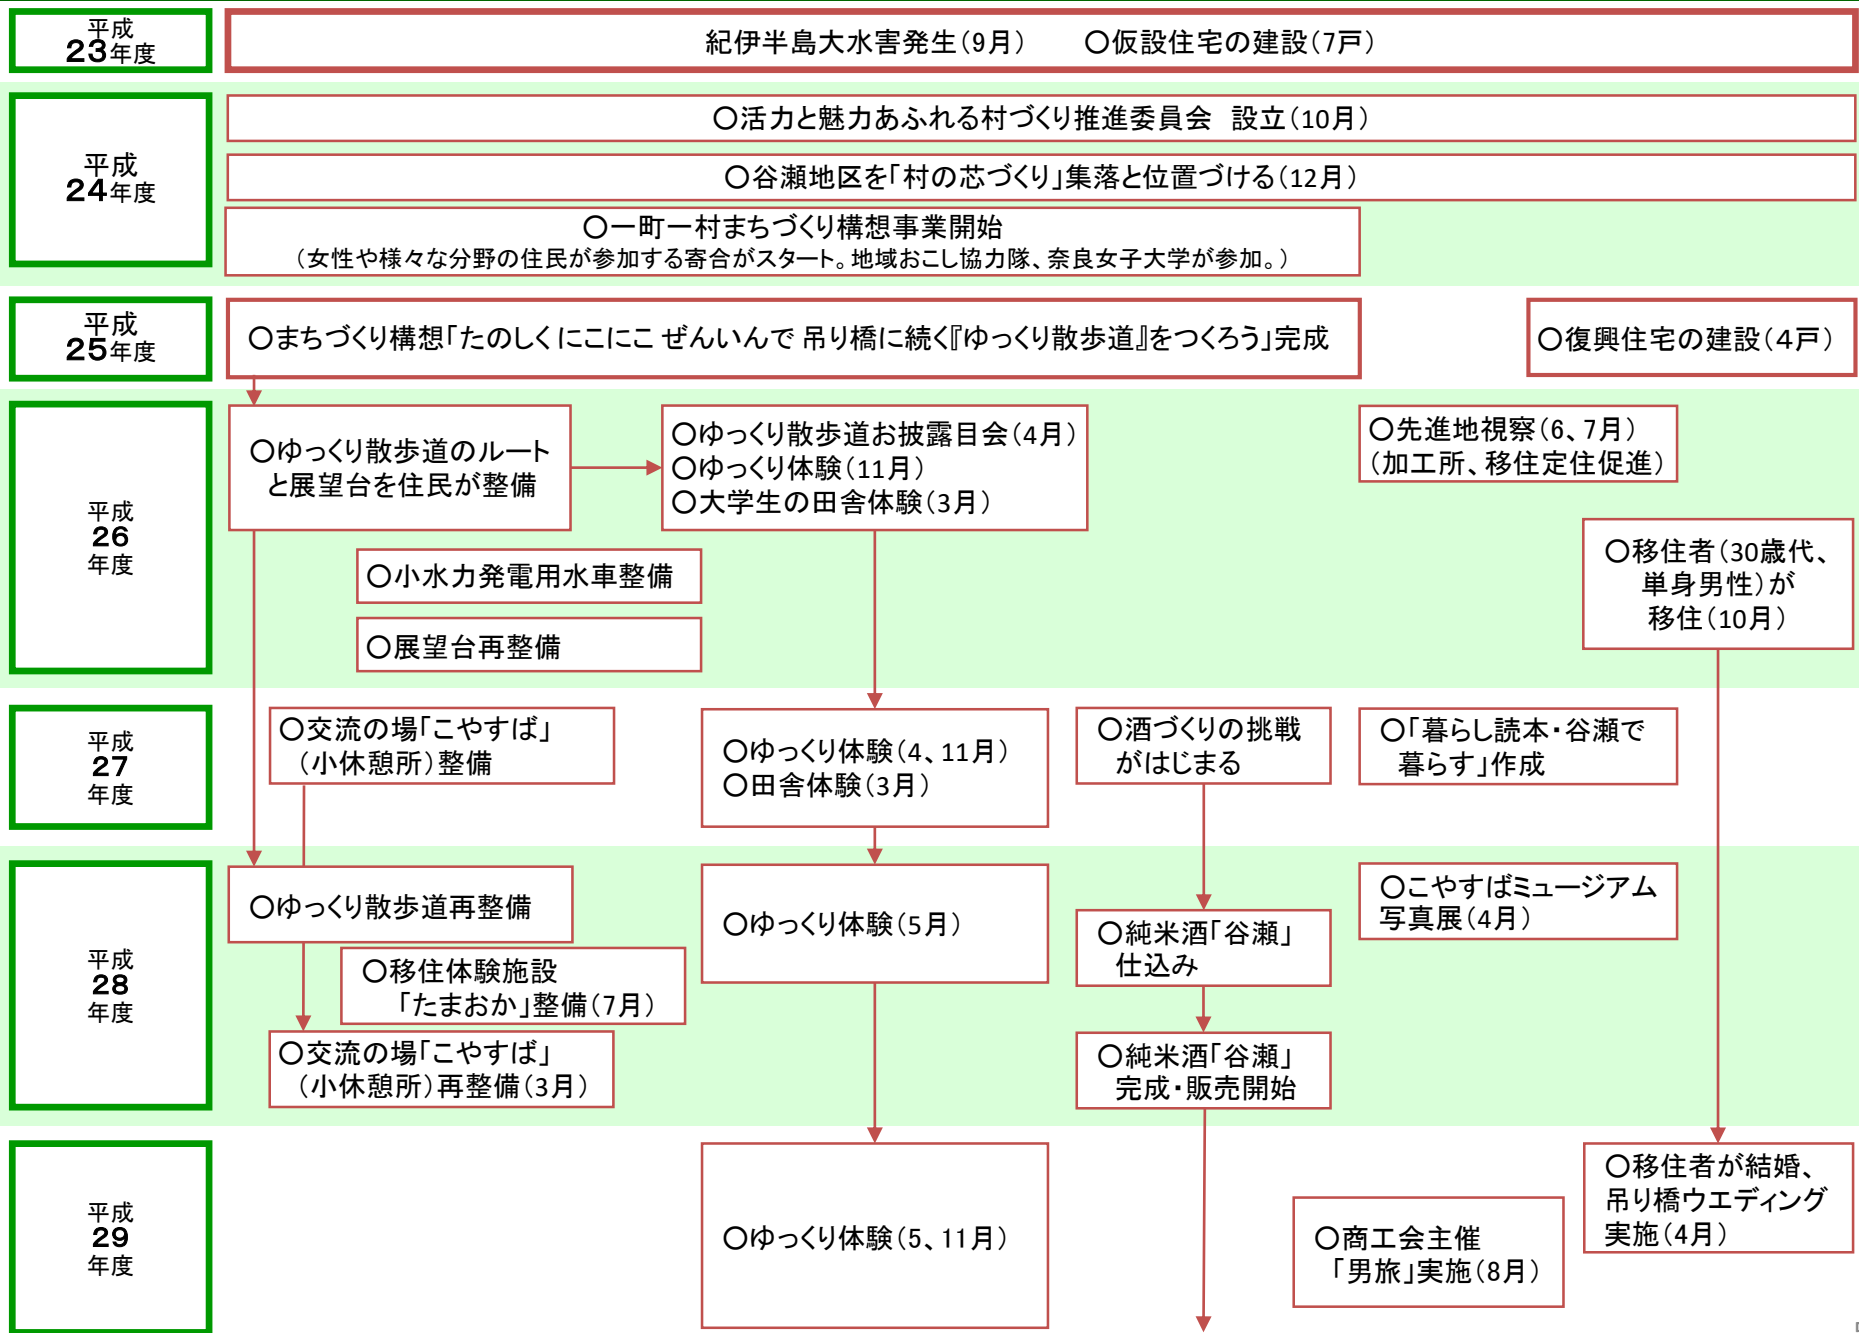 平成
23年度
紀伊半島大水害発生(9月)　　〇仮設住宅の建設(7戸)
平成
24年度
〇活力と魅力あふれる村づくり推進委員会　設立(10月)
〇谷瀬地区を「村の芯づくり」集落と位置づける(12月)
〇一町一村まちづくり構想事業開始
(女性や様々な分野の住民が参加する寄合がスタート。地域おこし協力隊、奈良女子大学が参加。)
平成
25年度
〇まちづくり構想「たのしく にこにこ ぜんいんで 吊り橋に続く『ゆっくり散歩道』をつくろう」完成
〇復興住宅の建設(4戸)
平成
26
年度
〇ゆっくり散歩道のルート
と展望台を住民が整備
〇ゆっくり散歩道お披露目会(4月)
〇ゆっくり体験(11月)
〇大学生の田舎体験(3月)
〇先進地視察(6、7月)
(加工所、移住定住促進)
〇小水力発電用水車整備
〇展望台再整備
〇移住者(30歳代、
単身男性)が
移住(10月)
平成
27
年度
〇交流の場「こやすば」
(小休憩所)整備
〇ゆっくり体験(4、11月)
〇田舎体験(3月)
〇酒づくりの挑戦
がはじまる
〇「暮らし読本・谷瀬で
暮らす」作成
平成
28
年度
〇ゆっくり散歩道再整備
〇移住体験施設
「たまおか」整備(7月)
〇交流の場「こやすば」
(小休憩所)再整備(3月)
〇ゆっくり体験(5月)
〇純米酒「谷瀬」
仕込み
〇純米酒「谷瀬」
完成・販売開始
〇こやすばミュージアム
写真展(4月)
平成
29
年度
〇ゆっくり体験(5、11月)
〇商工会主催
「男旅」実施(8月)
〇移住者が結婚、
吊り橋ウエディング
実施(4月)